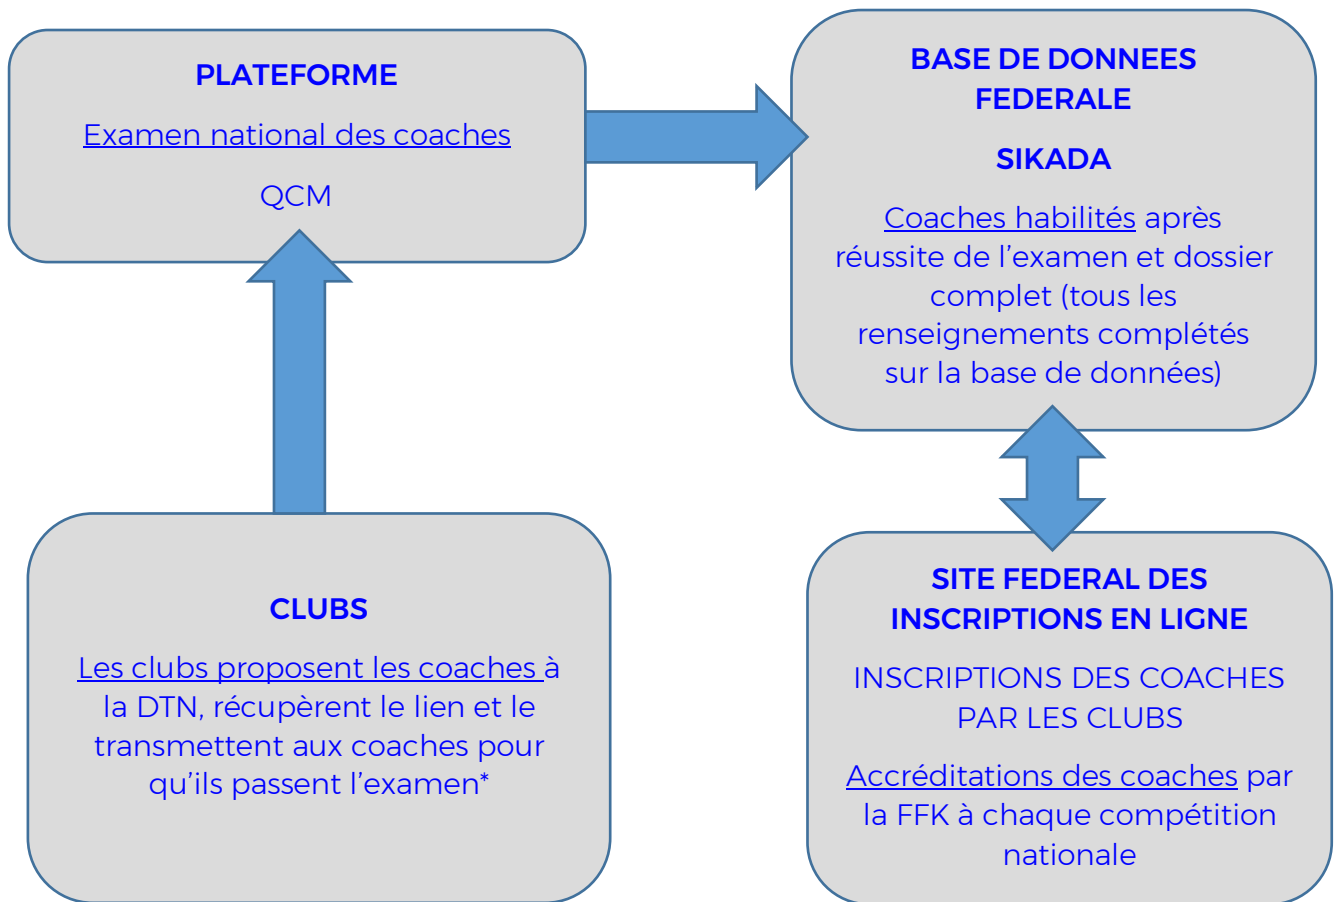 PLATEFORME
Examen national des coaches
QCM
BASE DE DONNEES
FEDERALE
SIKADA
Coaches habilités après
réussite de l'examen et dossier
complet (tous les
renseignements complétés
sur la base de données)
CLUBS
Les clubs proposent les coaches à
la DTN, récupèrent le lien et le
transmettent aux coaches pour
qu'ils passent l'examen*
SITE FEDERAL DES
INSCRIPTIONS EN LIGNE
INSCRIPTIONS DES COACHES
PAR LES CLUBS
Accréditations des coaches par
la FFK à chaque compétition
nationale